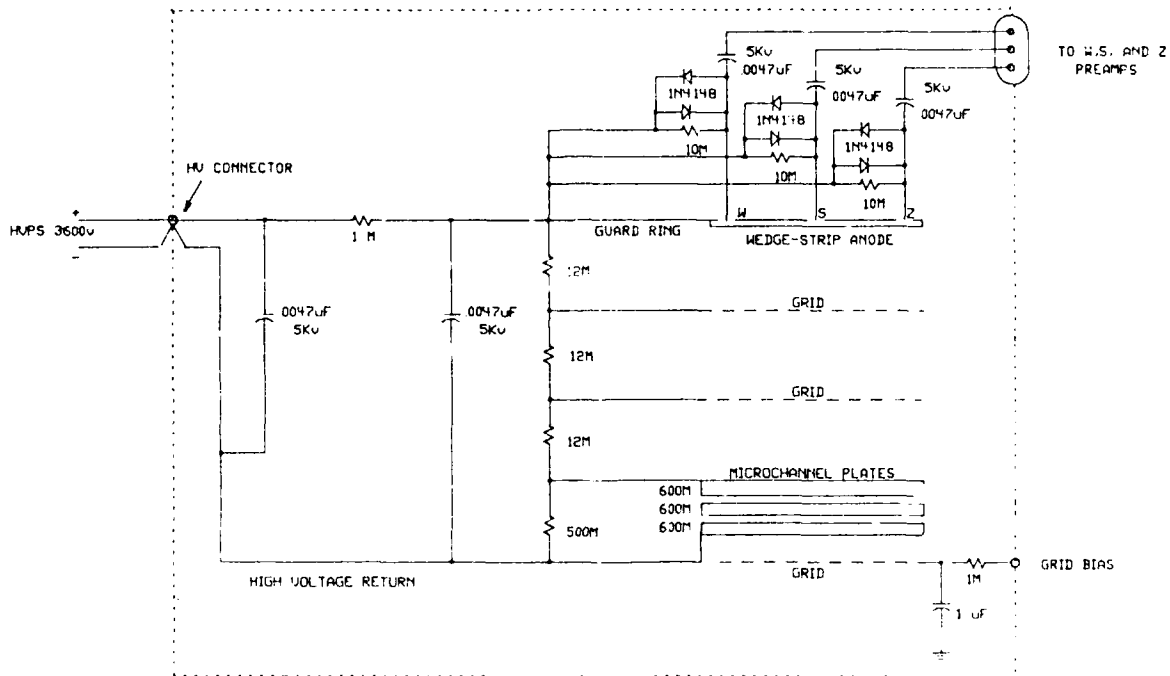 5Kv
.0047uF
TO W.S. AND Z
PREAMPS
5Kv
.0047uF
5Kv
.0047uF
1N4148
1N4148
1N4148
10M
10M
10M
HV CONNECTOR
+
HVPS 3600v
-
1 M
GUARD RING
W
S
Z
WEDGE-STRIP ANODE
12M
.0047uF
5Kv
.0047uF
5Kv
GRID
12M
GRID
12M
MICROCHANNEL PLATES
600M
600M
600M
500M
HIGH VOLTAGE RETURN
GRID
1M
GRID BIAS
1 uF